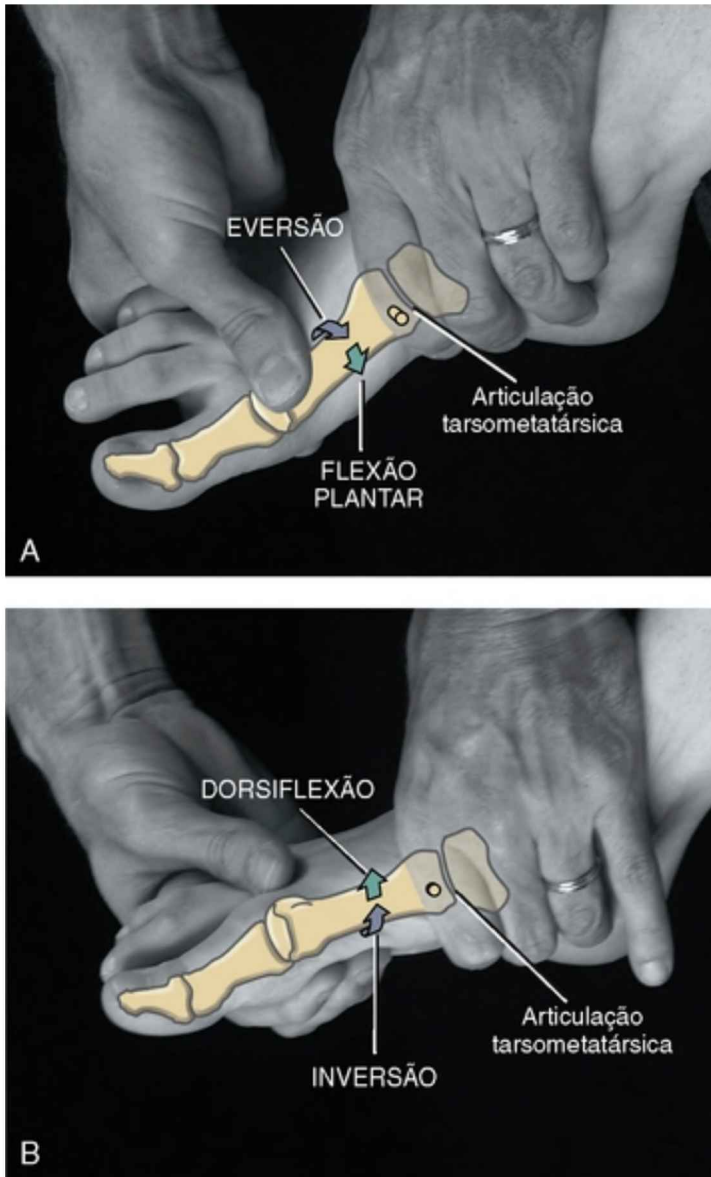 EVERSÃO
Articulação
tarsometatársica
FLEXÃO
PLANTAR
A
DORSIFLEXÃO
Articulação
tarsometatársica
INVERSÃO
B